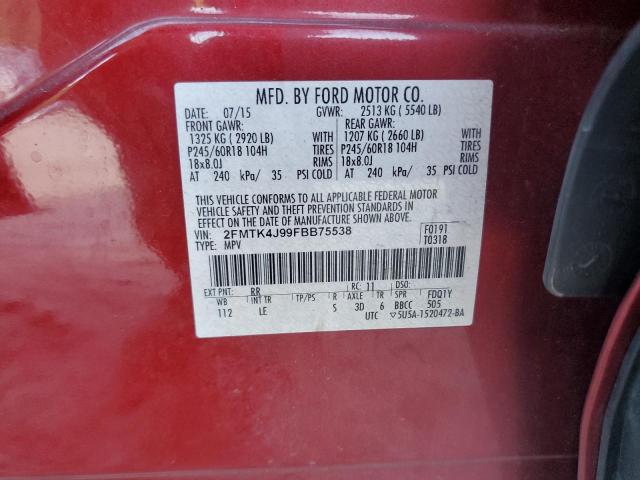 MFD. BY FORD MOTOR CO.
DATE: 07/15 GVWR: 2513 KG ( 5540 LB)
FRONT GAWR: REAR GAWR:
1325 KG ( 2920 LB) WITH 1207 KG ( 2660 LB) WITH
P245/60R18 104H TIRES P245/60R18 104H TIRES
18x8.0J RIMS 18x8.0J RIMS
AT 240 kPa/ 35 PSI COLD AT 240 kPa/ 35 PSI COLD
THIS VEHICLE CONFORMS TO ALL APPLICABLE FEDERAL MOTOR
VEHICLE SAFETY AND THEFT PREVENTION STANDARDS IN
EFFECT ON THE DATE OF MANUFACTURE SHOWN ABOVE.
VIN: 2FMTK4J99FBB75538 F0191
TYPE: MPV T0318
EXT PNT: RR RC: 11 DSO:
WB INT TR TP/PS R AXLE TR SPR FDQ1Y
112 LE S 3D 6 BBCC 505
UTC ▽5U5A-1520472-BA